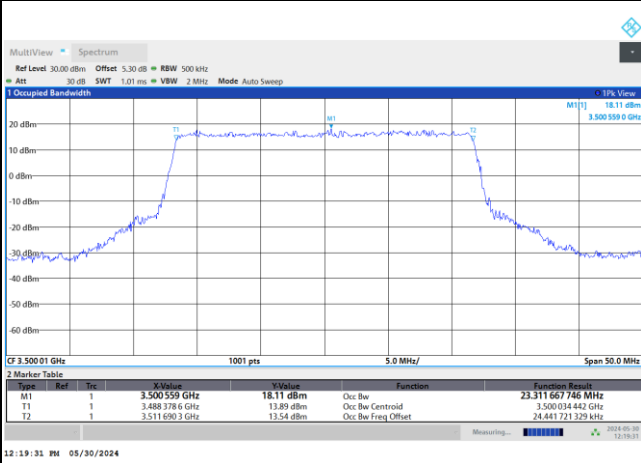 MultiView Spectrum
Ref Level 30.00 dBm Offset 5.30 dB RBW 500 kHz
Att 30 dB SWT 1.01 ms VBW 2 MHz Mode Auto Sweep
1 Occupied Bandwidth 1Pk View
M1[1] 18.11 dBm
3.500 559 0 GHz
M1
T1 T2
20 dBm
10 dBm
0 dBm
-10 dBm
-20 dBm
-30 dBm
-40 dBm
-50 dBm
-60 dBm
CF 3.500 01 GHz 1001 pts 5.0 MHz/ Span 50.0 MHz
2 Marker Table
Type Ref Trc X-Value Y-Value Function Function Result
M1 1 3.500 559 GHz 18.11 dBm Occ Bw 23.311 667 746 MHz
T1 1 3.488 378 6 GHz 13.89 dBm Occ Bw Centroid 3.500 034 442 GHz
T2 1 3.511 690 3 GHz 13.54 dBm Occ Bw Freq Offset 24.441 721 329 kHz
Measuring... 2024-05-30
12:19:31
12:19:31 PM 05/30/2024